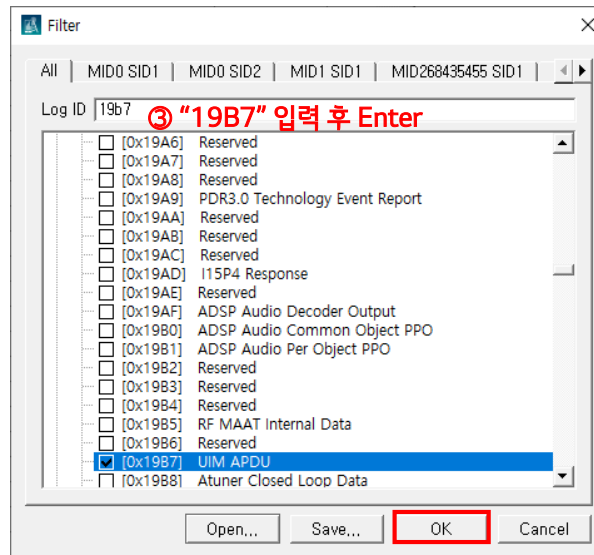 Filter
All MID0 SID1 MID0 SID2 MID1 SID1 MID268435455 SID1
Log ID 19b7
③ “19B7” 입력 후 Enter
[0x19A6] Reserved
[0x19A7] Reserved
[0x19A8] Reserved
[0x19A9] PDR3.0 Technology Event Report
[0x19AA] Reserved
[0x19AB] Reserved
[0x19AC] Reserved
[0x19AD] I15P4 Response
[0x19AE] Reserved
[0x19AF] ADSP Audio Decoder Output
[0x19B0] ADSP Audio Common Object PPO
[0x19B1] ADSP Audio Per Object PPO
[0x19B2] Reserved
[0x19B3] Reserved
[0x19B4] Reserved
[0x19B5] RF MAAT Internal Data
[0x19B6] Reserved
[0x19B7] UIM APDU
[0x19B8] Atuner Closed Loop Data
Open,,, Save,,, OK Cancel